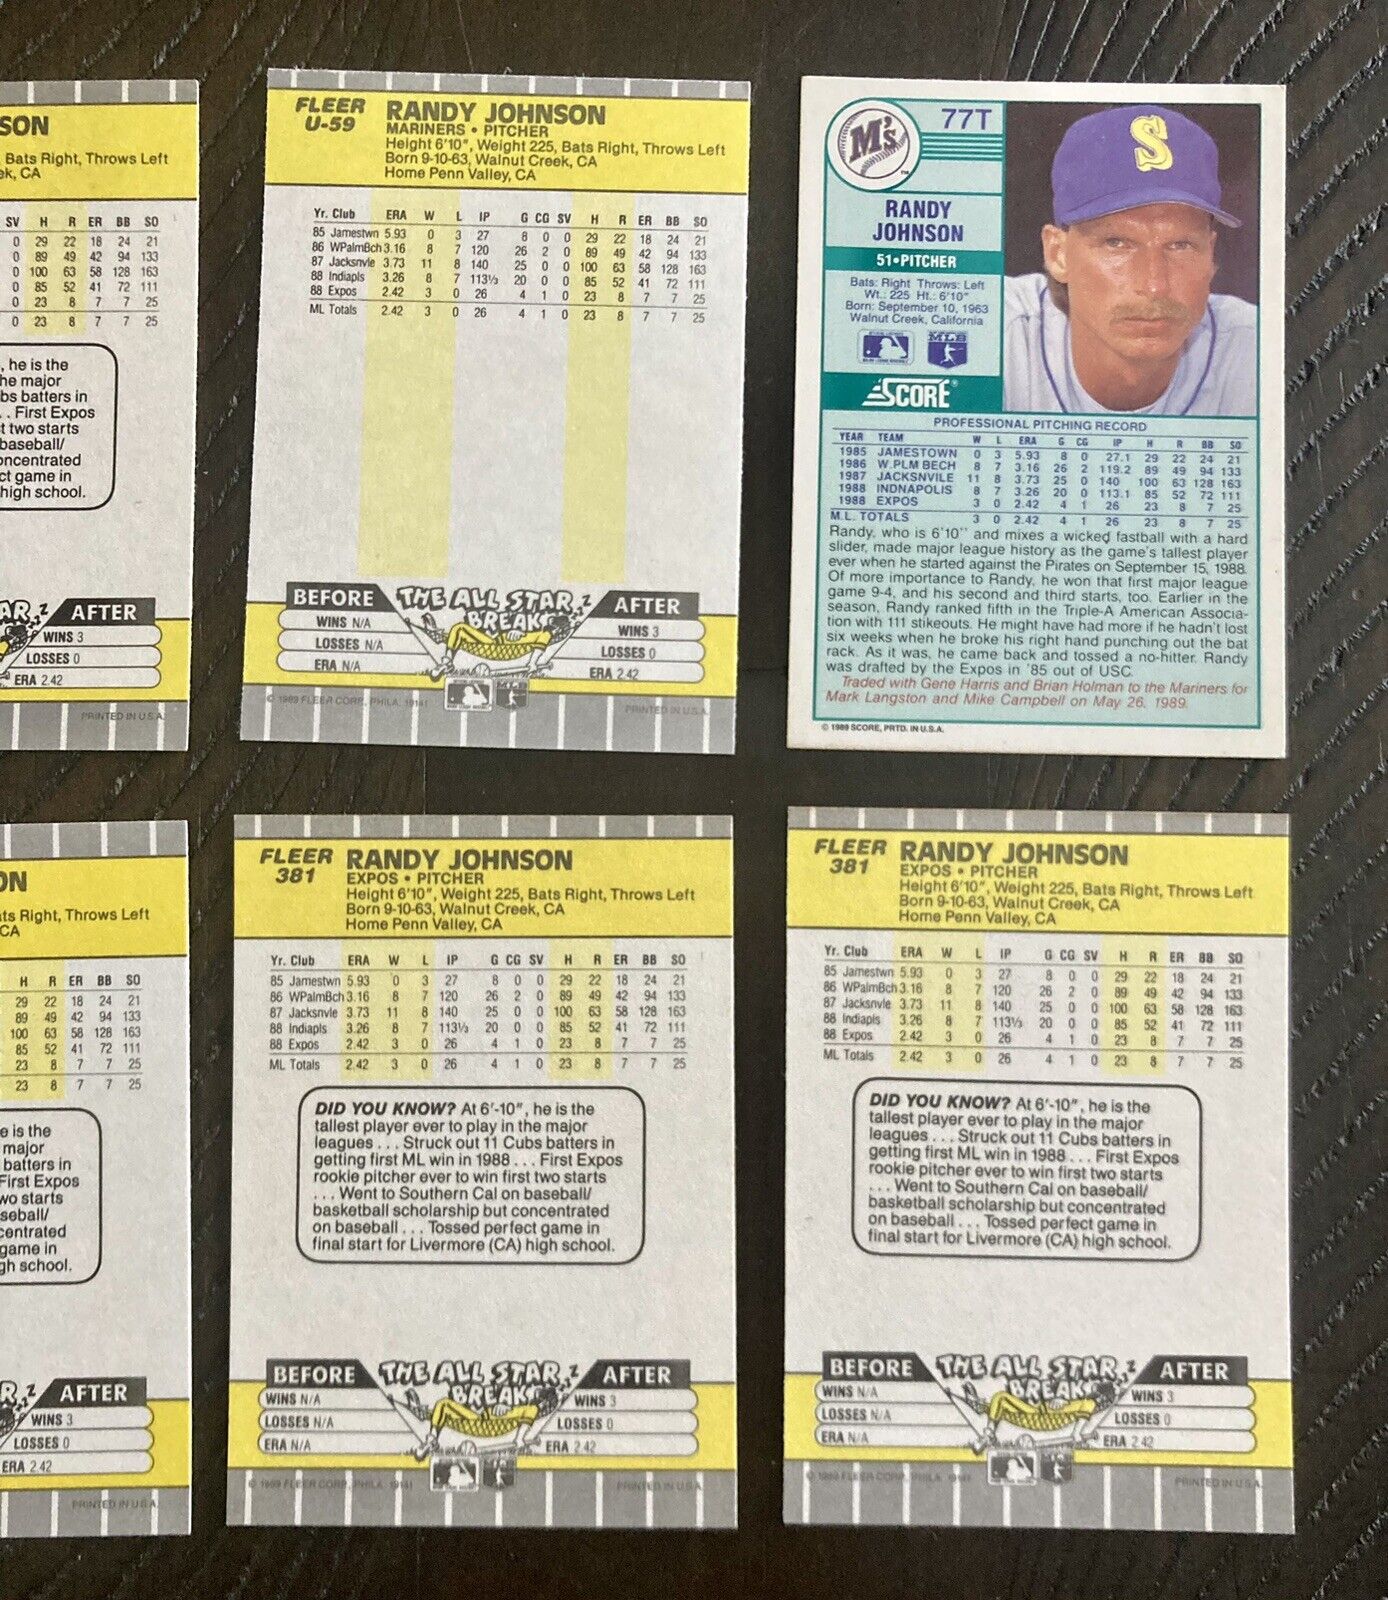 SON
Bats Right, Throws Left
ek, CA
SV H R ER BB SO
0 29 22 18 24 21
0 89 49 42 94 133
0 100 63 58 128 163
0 85 52 41 72 111
0 23 8 7 7 25
0 23 8 7 7 25
, he is the
he major
bs batters in
. . First Expos
t two starts
baseball/
oncentrated
ct game in
high school.
AR Z AFTER
WINS 3
LOSSES 0
ERA 2.42
PRINTED IN U.S.A.
FLEER
U-59
RANDY JOHNSON
MARINERS • PITCHER
Height 6'10", Weight 225, Bats Right, Throws Left
Born 9-10-63, Walnut Creek, CA
Home Penn Valley, CA
Yr. Club ERA W L IP G CG SV H R ER BB SO
85 Jamestwn 5.93 0 3 27 8 0 0 29 22 18 24 21
86 WPalmBch 3.16 8 7 120 26 2 0 89 49 42 94 133
87 Jacksnvle 3.73 11 8 140 25 0 0 100 63 58 128 163
88 Indiapls 3.26 8 7 113⅓ 20 0 0 85 52 41 72 111
88 Expos 2.42 3 0 26 4 1 0 23 8 7 7 25
ML Totals 2.42 3 0 26 4 1 0 23 8 7 7 25
BEFORE THE ALL STAR BREAK Z AFTER
WINS N/A WINS 3
LOSSES N/A LOSSES 0
ERA N/A ERA 2.42
© 1989 FLEER CORP., PHILA. 19141 PRINTED IN U.S.A.
M's
77T
S
RANDY
JOHNSON
51•PITCHER
Bats: Right Throws: Left
Wt.: 225 Ht.: 6'10"
Born: September 10, 1963
Walnut Creek, California
MLB
SCORE®
PROFESSIONAL PITCHING RECORD
YEAR TEAM W L ERA G CG IP H R BB SO
1985 JAMESTOWN 0 3 5.93 8 0 27.1 29 22 24 21
1986 W.PLM BECH 8 7 3.16 26 2 119.2 89 49 94 133
1987 JACKSNVILE 11 8 3.73 25 0 140 100 63 128 163
1988 INDNAPOLIS 8 7 3.26 20 0 113.1 85 52 72 111
1988 EXPOS 3 0 2.42 4 1 26 23 8 7 25
M.L. TOTALS 3 0 2.42 4 1 26 23 8 7 25
Randy, who is 6'10" and mixes a wicked fastball with a hard
slider, made major league history as the game's tallest player
ever when he started against the Pirates on September 15, 1988.
Of more importance to Randy, he won that first major league
game 9-4, and his second and third starts, too. Earlier in the
season, Randy ranked fifth in the Triple-A American Associa-
tion with 111 stikeouts. He might have had more if he hadn't lost
six weeks when he broke his right hand punching out the bat
rack. As it was, he came back and tossed a no-hitter. Randy
was drafted by the Expos in '85 out of USC.
Traded with Gene Harris and Brian Holman to the Mariners for
Mark Langston and Mike Campbell on May 26, 1989.
© 1989 SCORE, PRTD. IN U.S.A.
ON
ats Right, Throws Left
CA
H R ER BB SO
29 22 18 24 21
89 49 42 94 133
100 63 58 128 163
85 52 41 72 111
23 8 7 7 25
23 8 7 7 25
e is the
major
batters in
First Expos
wo starts
seball/
centrated
game in
gh school.
R Z AFTER
WINS 3
LOSSES 0
ERA 2.42
PRINTED IN U.S.A.
FLEER
381
RANDY JOHNSON
EXPOS • PITCHER
Height 6'10", Weight 225, Bats Right, Throws Left
Born 9-10-63, Walnut Creek, CA
Home Penn Valley, CA
Yr. Club ERA W L IP G CG SV H R ER BB SO
85 Jamestwn 5.93 0 3 27 8 0 0 29 22 18 24 21
86 WPalmBch 3.16 8 7 120 26 2 0 89 49 42 94 133
87 Jacksnvle 3.73 11 8 140 25 0 0 100 63 58 128 163
88 Indiapls 3.26 8 7 113⅓ 20 0 0 85 52 41 72 111
88 Expos 2.42 3 0 26 4 1 0 23 8 7 7 25
ML Totals 2.42 3 0 26 4 1 0 23 8 7 7 25
DID YOU KNOW? At 6'-10", he is the
tallest player ever to play in the major
leagues . . . Struck out 11 Cubs batters in
getting first ML win in 1988 . . . First Expos
rookie pitcher ever to win first two starts
. . . Went to Southern Cal on baseball/
basketball scholarship but concentrated
on baseball . . . Tossed perfect game in
final start for Livermore (CA) high school.
BEFORE THE ALL STAR BREAK Z AFTER
WINS N/A WINS 3
LOSSES N/A LOSSES 0
ERA N/A ERA 2.42
© 1989 FLEER CORP., PHILA. 19141 PRINTED IN U.S.A.
FLEER
381
RANDY JOHNSON
EXPOS • PITCHER
Height 6'10", Weight 225, Bats Right, Throws Left
Born 9-10-63, Walnut Creek, CA
Home Penn Valley, CA
Yr. Club ERA W L IP G CG SV H R ER BB SO
85 Jamestwn 5.93 0 3 27 8 0 0 29 22 18 24 21
86 WPalmBch 3.16 8 7 120 26 2 0 89 49 42 94 133
87 Jacksnvle 3.73 11 8 140 25 0 0 100 63 58 128 163
88 Indiapls 3.26 8 7 113⅓ 20 0 0 85 52 41 72 111
88 Expos 2.42 3 0 26 4 1 0 23 8 7 7 25
ML Totals 2.42 3 0 26 4 1 0 23 8 7 7 25
DID YOU KNOW? At 6'-10", he is the
tallest player ever to play in the major
leagues . . . Struck out 11 Cubs batters in
getting first ML win in 1988 . . . First Expos
rookie pitcher ever to win first two starts
. . . Went to Southern Cal on baseball/
basketball scholarship but concentrated
on baseball . . . Tossed perfect game in
final start for Livermore (CA) high school.
BEFORE THE ALL STAR BREAK Z AFTER
WINS N/A WINS 3
LOSSES N/A LOSSES 0
ERA N/A ERA 2.42
© 1989 FLEER CORP., PHILA. 19141 PRINTED IN U.S.A.